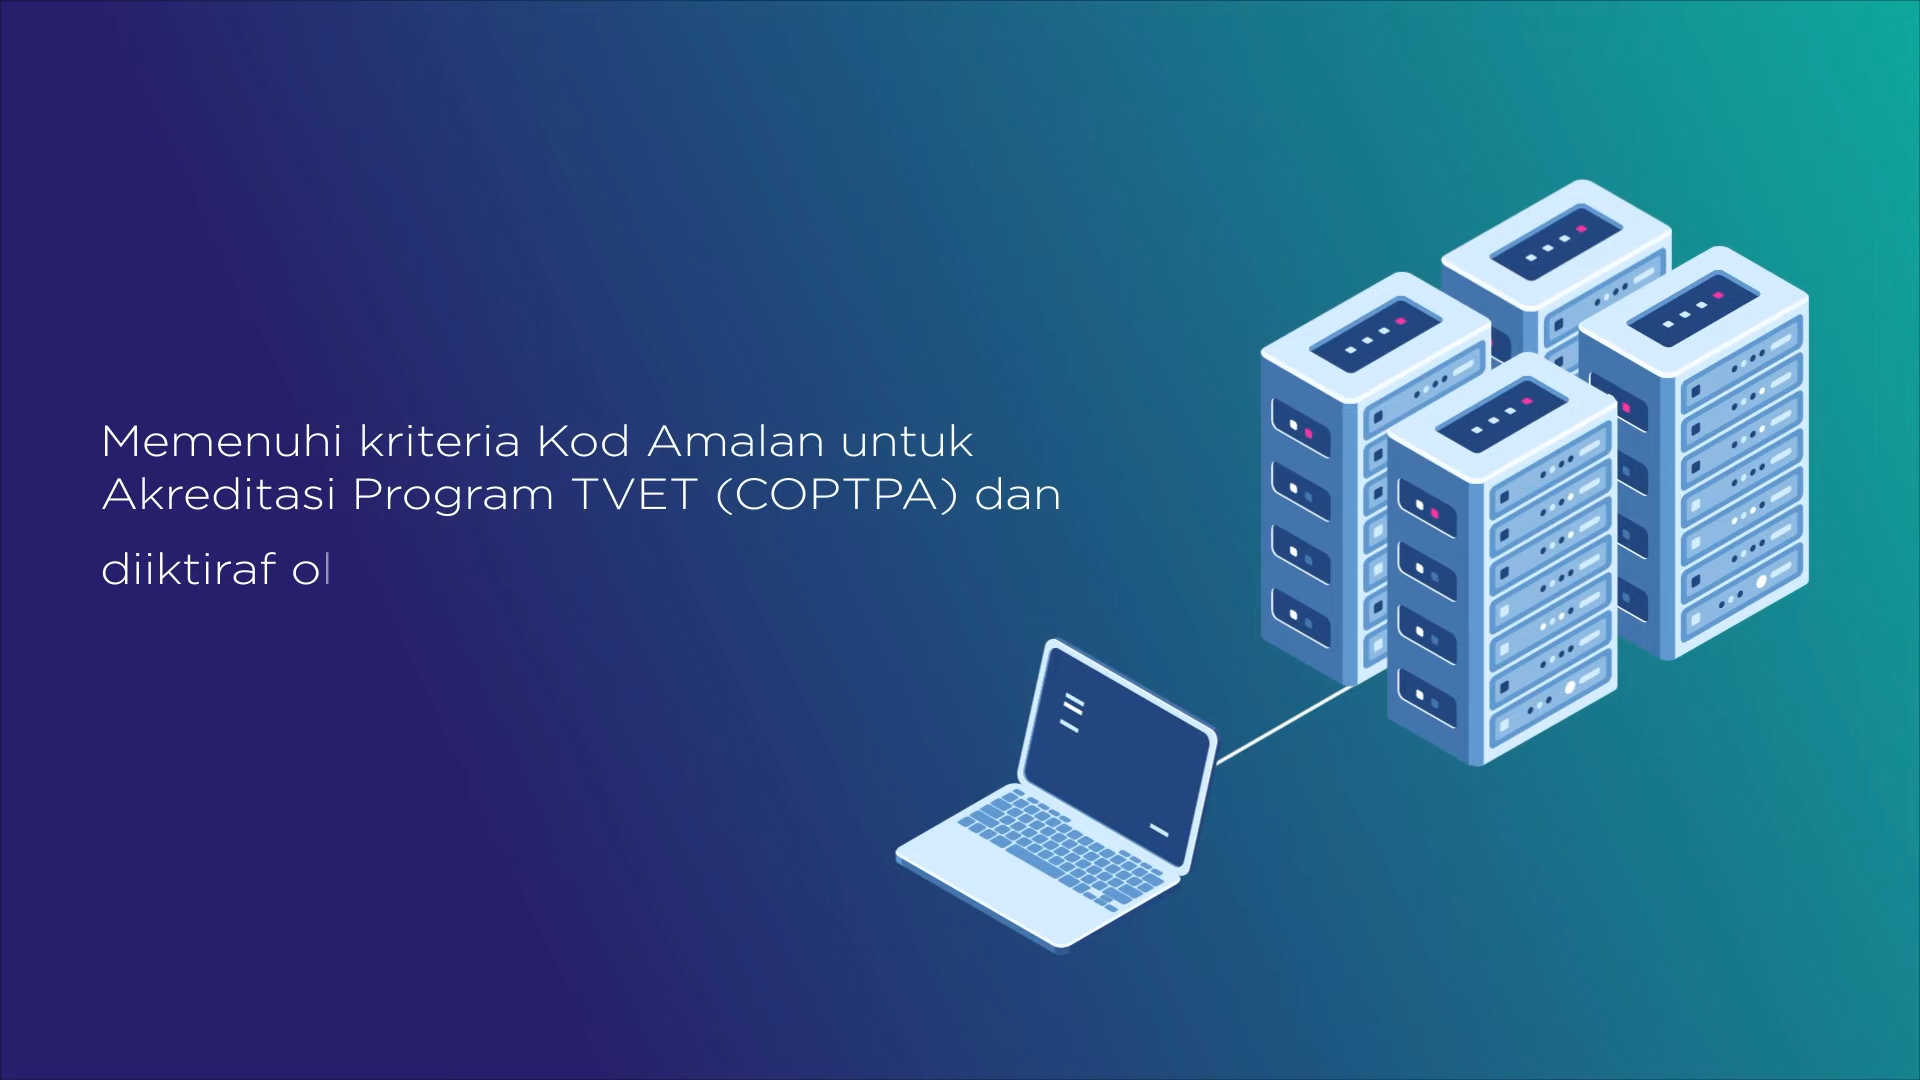 Memenuhi kriteria Kod Amalan untuk
Akreditasi Program TVET (COPTPA) dan
diiktiraf ol